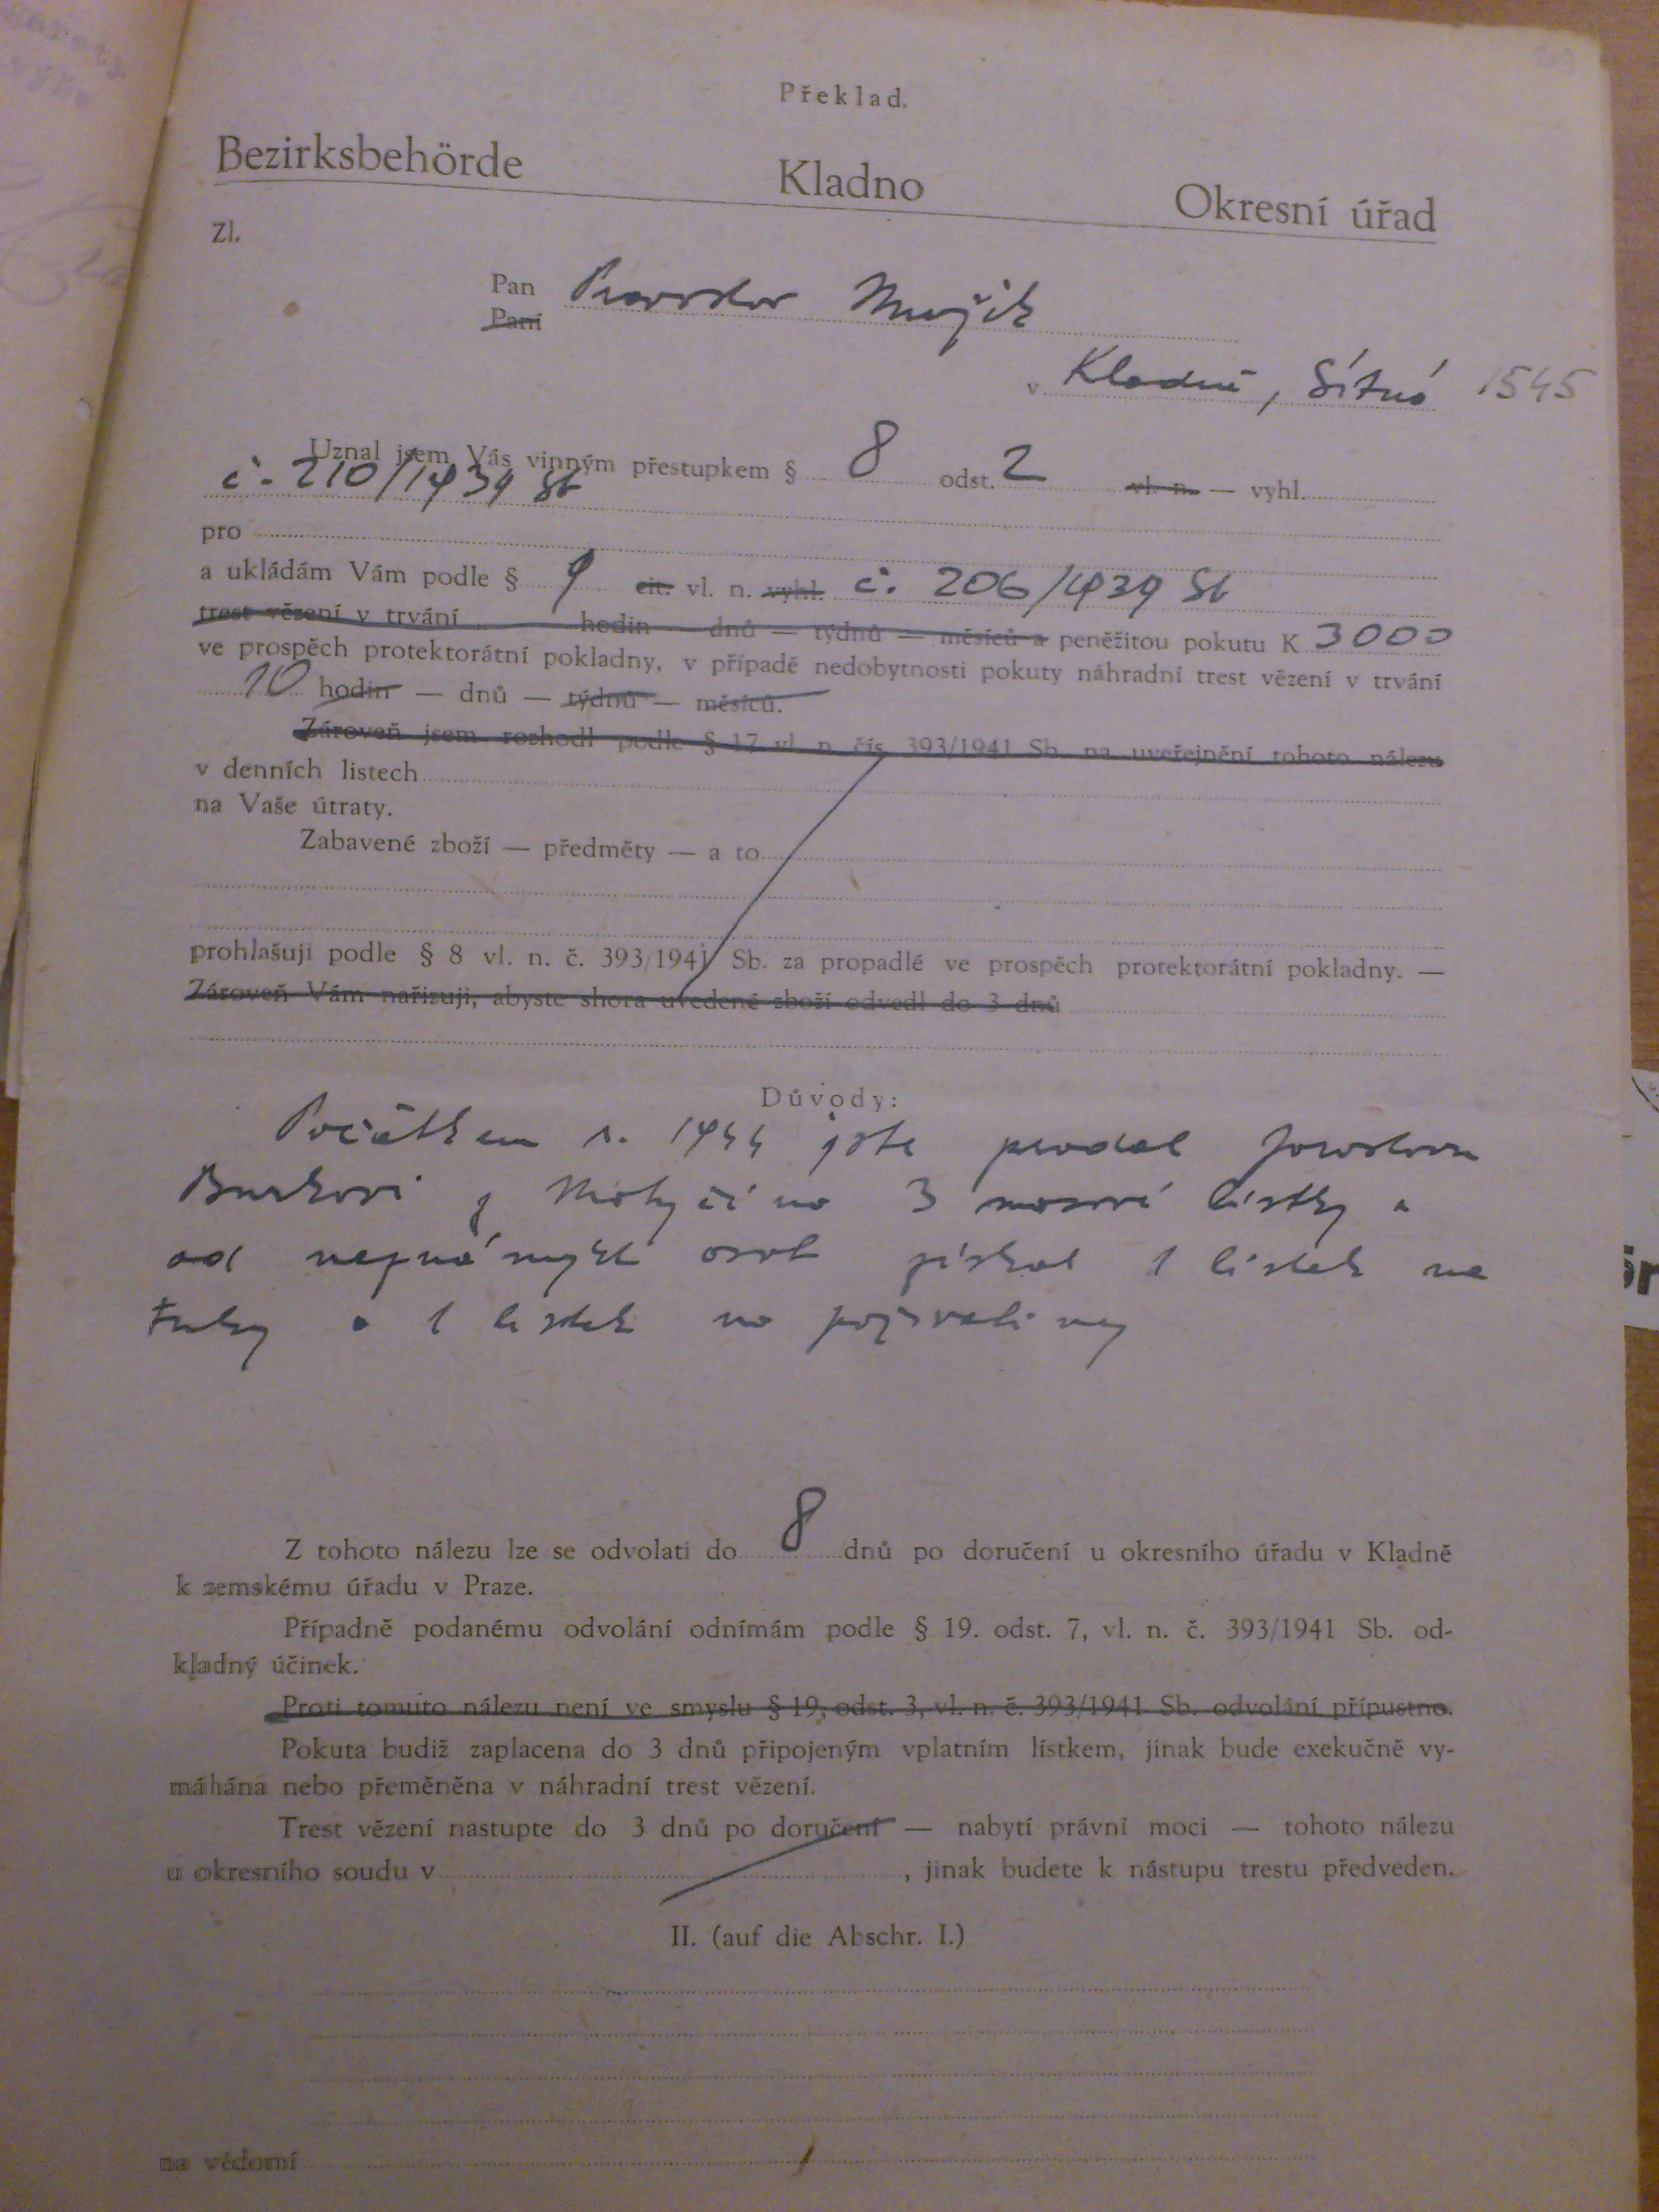 Překlad.
Bezirksbehörde Kladno Okresní úřad
Zl.
Pan
Paní
v Kladně, Sítná 1545
Uznal jsem Vás vinným přestupkem § 8 odst. 2 vl. n. — vyhl.
č. 210/1939 Sb
pro
a ukládám Vám podle § 9 cit. vl. n. vyhl. č. 206/1939 Sb
trest vězení v trvání hodin — dnů — týdnů — měsíců a peněžitou pokutu K 3000
ve prospěch protektorátní pokladny, v případě nedobytnosti pokuty náhradní trest vězení v trvání
10 hodin — dnů — týdnů — měsíců.
Zároveň jsem rozhodl podle § 17 vl. n. čís. 393/1941 Sb. na uveřejnění tohoto nálezu
v denních listech
na Vaše útraty.
Zabavené zboží — předměty — a to
prohlašuji podle § 8 vl. n. č. 393/1941 Sb. za propadlé ve prospěch protektorátní pokladny. —
Zároveň Vám nařizuji, abyste shora uvedené zboží odvedl do 3 dnů
Důvody:
Počátkem r. 1944 jste prodal Jaroslavu
Burkovi z Motyčína 3 masové lístky a
od neznámých osob získal 1 lístek na
tuky a 1 lístek na poživatiny
Z tohoto nálezu lze se odvolati do 8 dnů po doručení u okresního úřadu v Kladně
k zemskému úřadu v Praze.
Případně podanému odvolání odnímám podle § 19. odst. 7, vl. n. č. 393/1941 Sb. od-
kladný účinek.
Proti tomuto nálezu není ve smyslu § 19, odst. 3, vl. n. č. 393/1941 Sb. odvolání přípustno.
Pokuta budiž zaplacena do 3 dnů připojeným vplatním lístkem, jinak bude exekučně vy-
máhána nebo přeměněna v náhradní trest vězení.
Trest vězení nastupte do 3 dnů po doručení — nabytí právní moci — tohoto nálezu
u okresního soudu v , jinak budete k nástupu trestu předveden.
II. (auf die Abschr. I.)
na vědomí